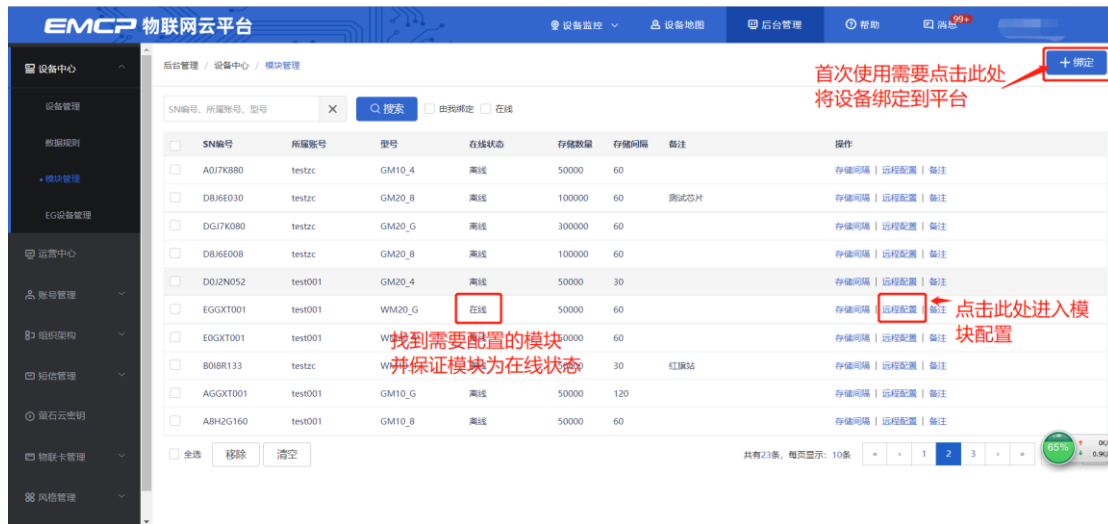 EMCP 物联网云平台
设备监控 设备地图 后台管理 帮助 消息 99+
设备中心
后台管理 / 设备中心 / 模块管理
+ 绑定
首次使用需要点击此处
将设备绑定到平台
设备管理
数据规则
模块管理
EG设备管理
运营中心
账号管理
组织架构
短信管理
萤石云密钥
物联卡管理
风格管理
SN编号、所属账号、型号 × 搜索 由我绑定 在线
SN编号 所属账号 型号 在线状态 存储数量 存储间隔 备注 操作
A0J7K880 testzc GM10_4 离线 50000 60 存储间隔 | 远程配置 | 备注
D8J6E030 testzc GM20_8 离线 100000 60 测试芯片 存储间隔 | 远程配置 | 备注
DGJ7K080 testzc GM20_G 离线 300000 60 存储间隔 | 远程配置 | 备注
D8J6E008 testzc GM20_8 离线 100000 60 存储间隔 | 远程配置 | 备注
D0J2N052 test001 GM20_4 离线 50000 30 存储间隔 | 远程配置 | 备注
EGGXT001 test001 WM20_G 在线 50000 60 存储间隔 | 远程配置 | 备注
E0GXT001 test001 60 存储间隔 | 远程配置 | 备注
B0I8R133 test001 30 红旗站 存储间隔 | 远程配置 | 备注
AGGXT001 test001 GM10_G 离线 50000 120 存储间隔 | 远程配置 | 备注
A8H2G160 test001 GM10_8 离线 50000 60 存储间隔 | 远程配置 | 备注
找到需要配置的模块
并保证模块为在线状态
点击此处进入模
块配置
全选 移除 清空 共有23条, 每页显示: 10条 « ‹ 1 2 3 › »
65%
0K/
0.9K/